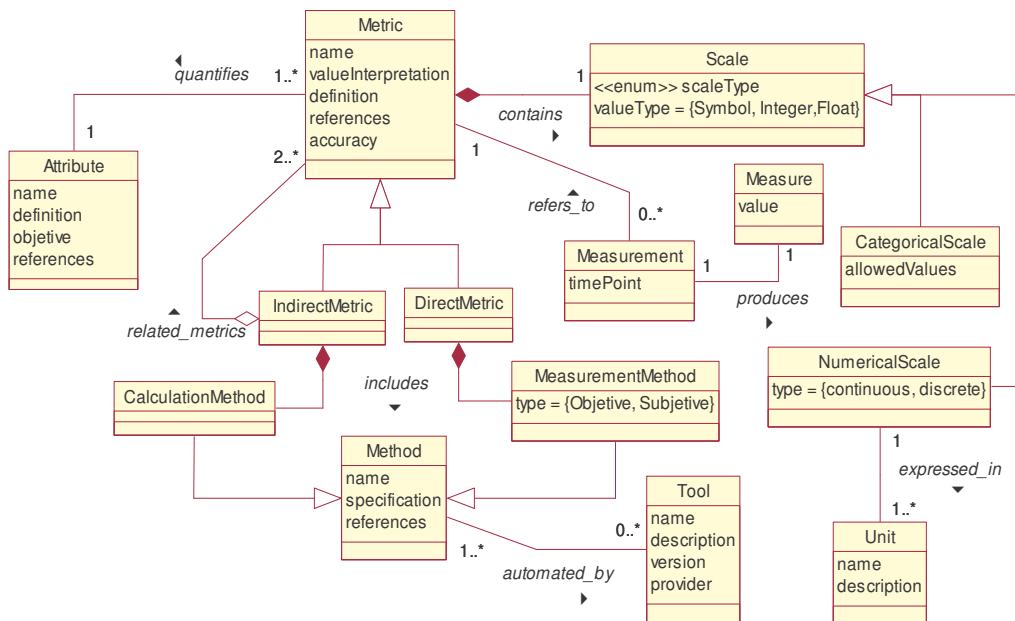 Metric
name
valueInterpretation
definition
references
accuracy
quantifies
1..*
1
2..*
Attribute
name
definition
objetive
references
contains
1
Scale
<<enum>> scaleType
valueType = {Symbol, Integer,Float}
1
refers_to
0..*
Measure
value
Measurement
timePoint
1
1
produces
CategoricalScale
allowedValues
IndirectMetric
DirectMetric
related_metrics
includes
CalculationMethod
MeasurementMethod
type = {Objetive, Subjetive}
NumericalScale
type = {continuous, discrete}
1
expressed_in
1..*
Method
name
specification
references
1..*
0..*
automated_by
Tool
name
description
version
provider
Unit
name
description